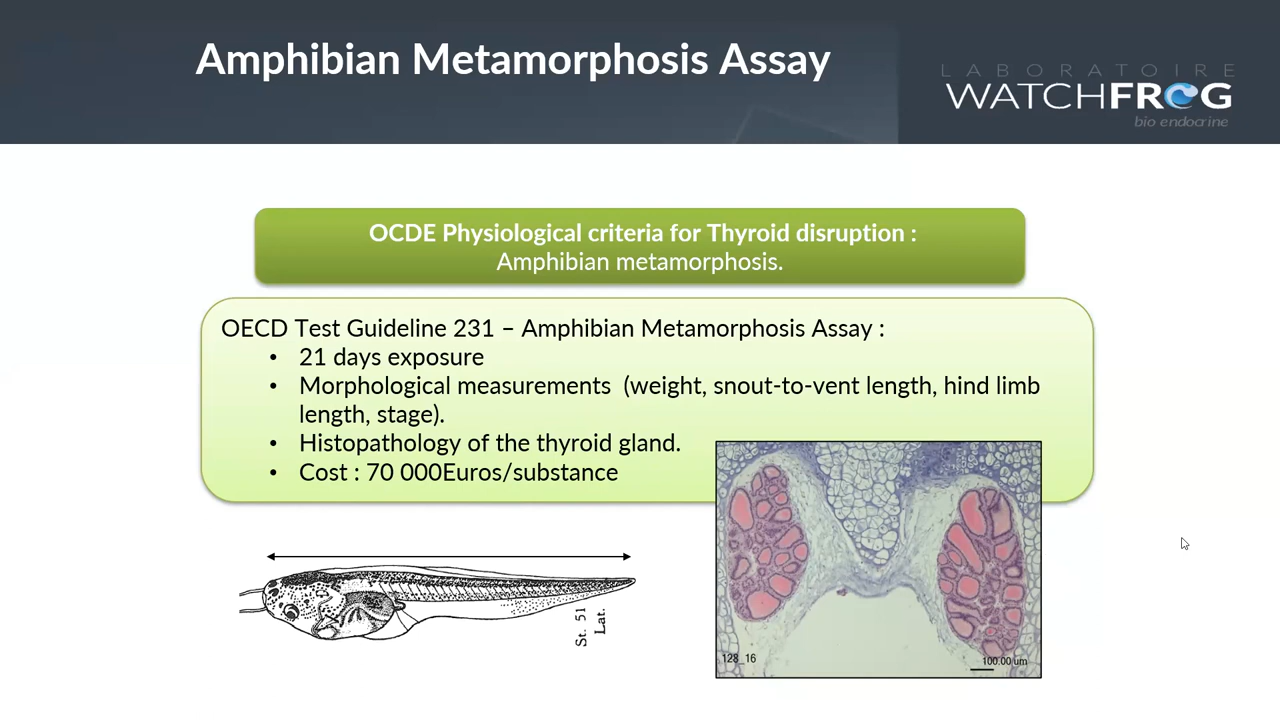 Amphibian Metamorphosis Assay
LABORATOIRE
WATCHFROG
bio endocrine
OCDE Physiological criteria for Thyroid disruption :
Amphibian metamorphosis.
OECD Test Guideline 231 – Amphibian Metamorphosis Assay :
• 21 days exposure
• Morphological measurements (weight, snout-to-vent length, hind limb
length, stage).
• Histopathology of the thyroid gland.
• Cost : 70 000Euros/substance
St. 51
Lat.
128_16
100.00 um